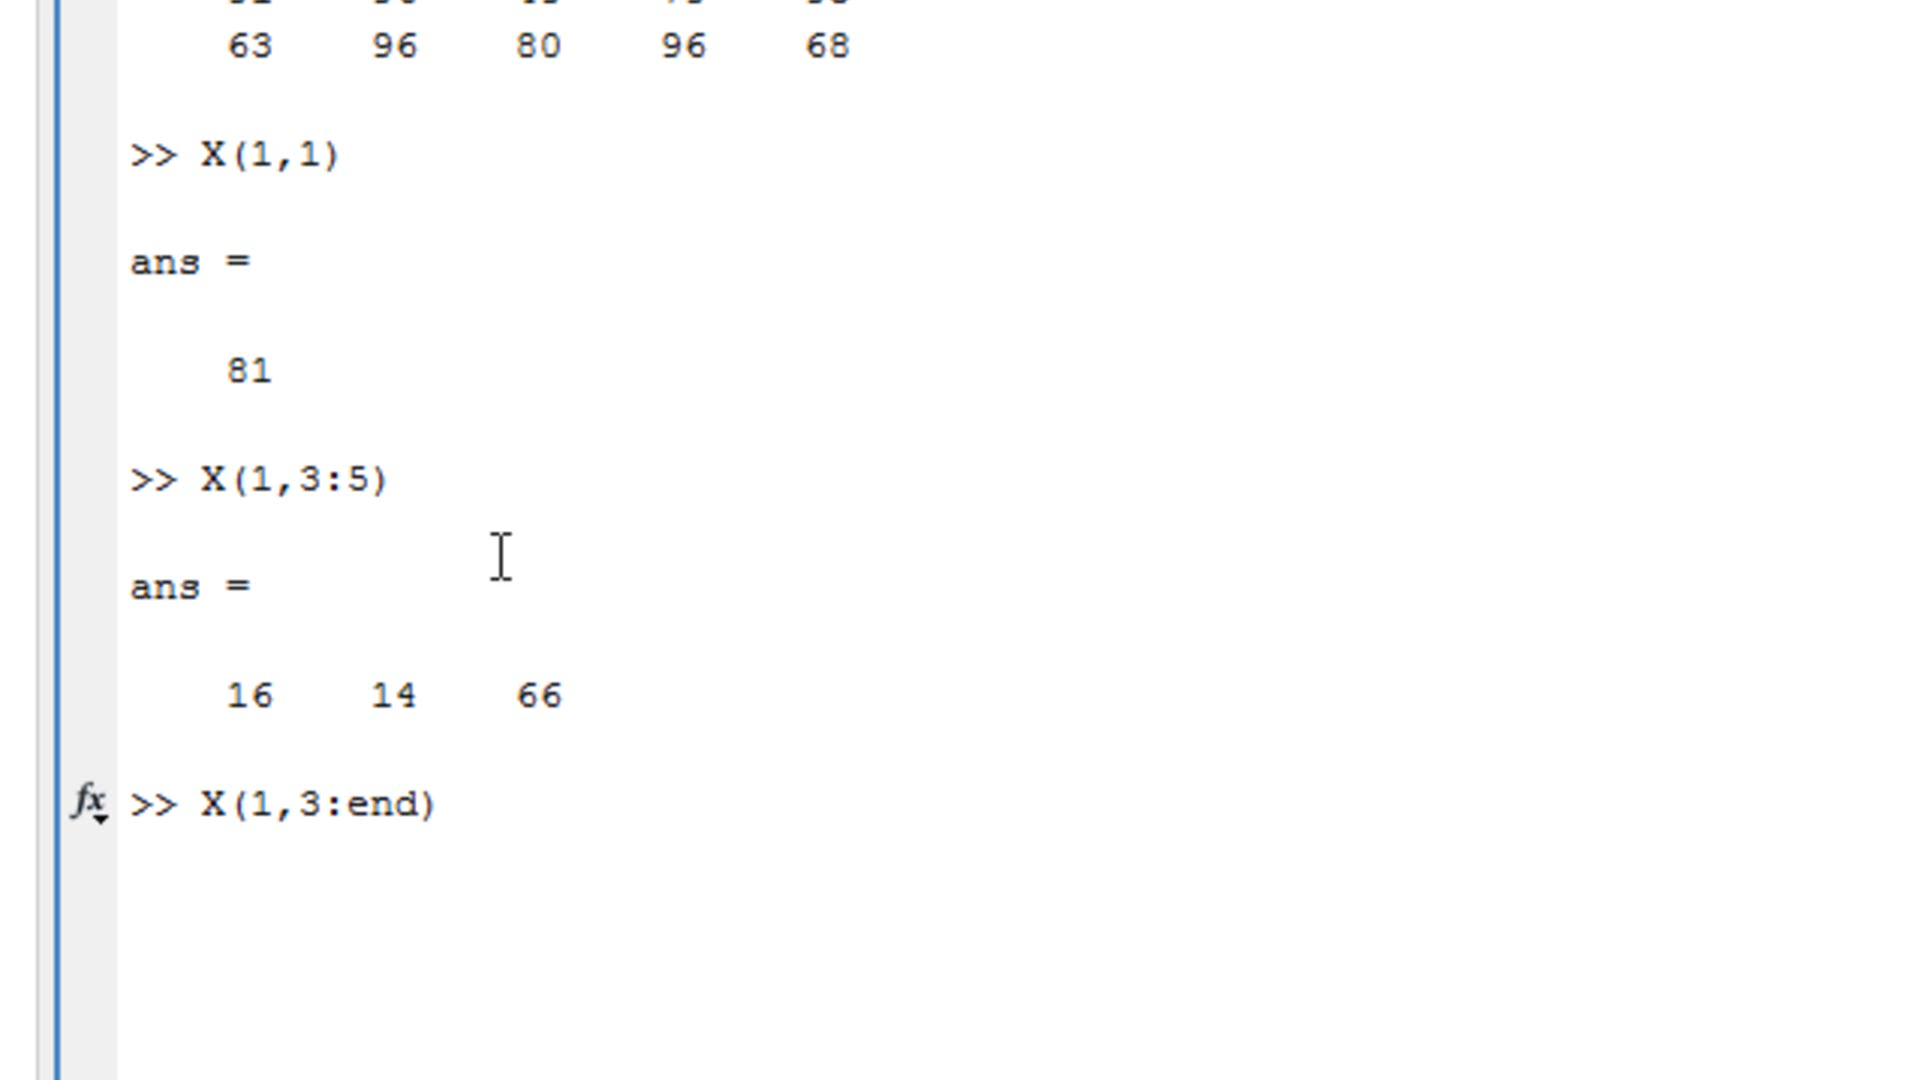 63 96 80 96 68
>> X(1,1)
ans =
81
>> X(1,3:5)
ans =
16 14 66
fx >> X(1,3:end)